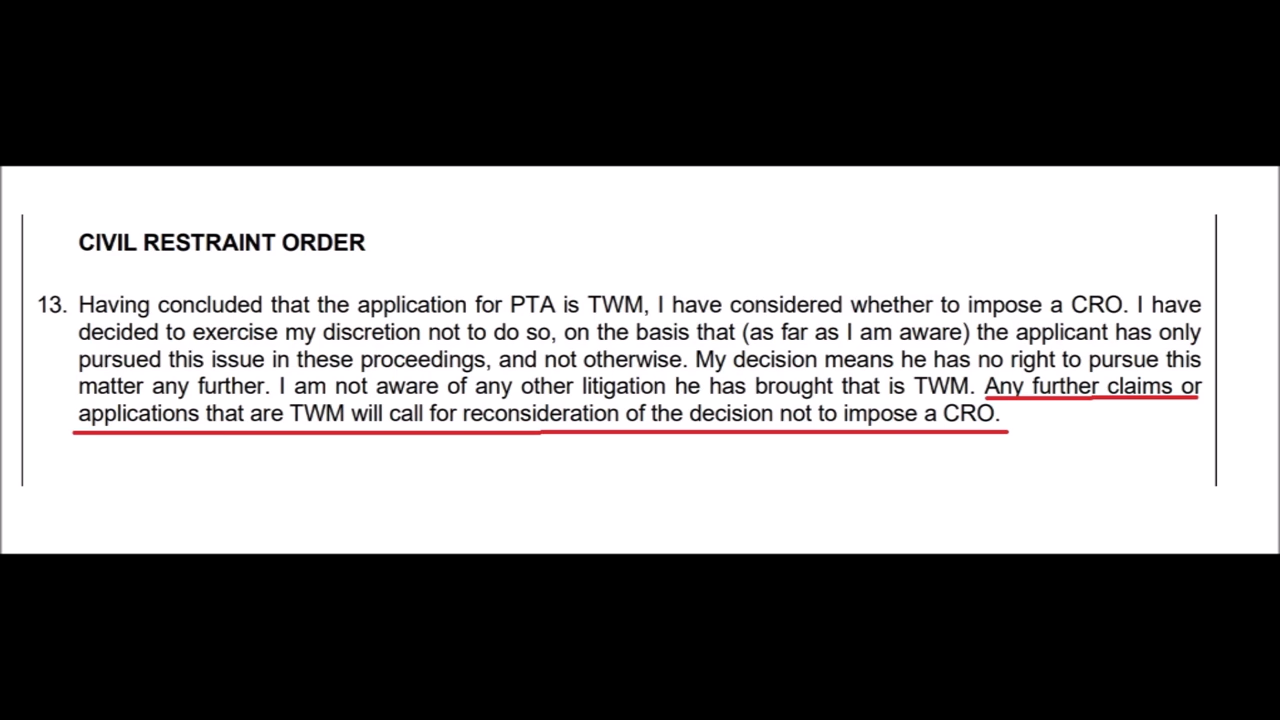 CIVIL RESTRAINT ORDER
13. Having concluded that the application for PTA is TWM, I have considered whether to impose a CRO. I have
decided to exercise my discretion not to do so, on the basis that (as far as I am aware) the applicant has only
pursued this issue in these proceedings, and not otherwise. My decision means he has no right to pursue this
matter any further. I am not aware of any other litigation he has brought that is TWM. Any further claims or
applications that are TWM will call for reconsideration of the decision not to impose a CRO.